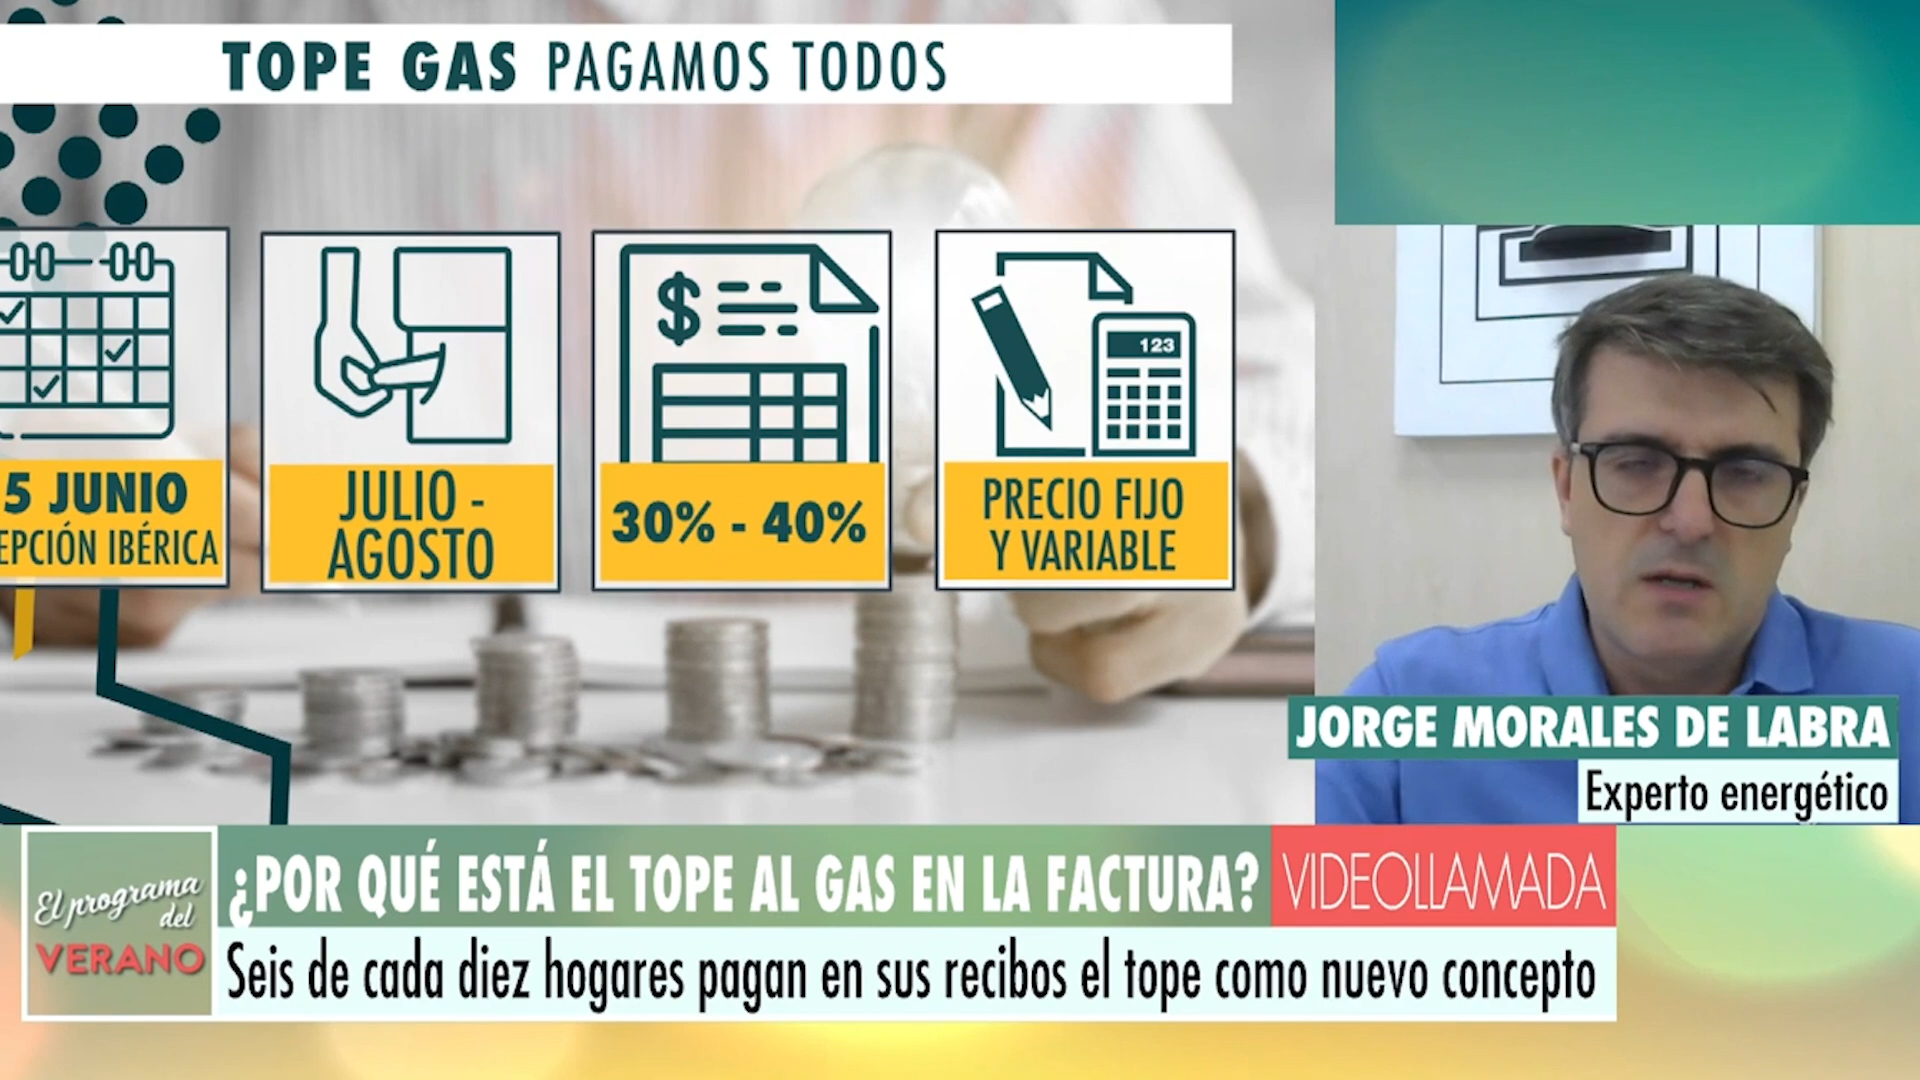 TOPE GAS PAGAMOS TODOS
5 JUNIO
EPCIÓN IBÉRICA
JULIO -
AGOSTO
$
30% - 40%
123
PRECIO FIJO
Y VARIABLE
JORGE MORALES DE LABRA
Experto energético
El programa
del
VERANO
¿POR QUÉ ESTÁ EL TOPE AL GAS EN LA FACTURA?
VIDEOLLAMADA
Seis de cada diez hogares pagan en sus recibos el tope como nuevo concepto